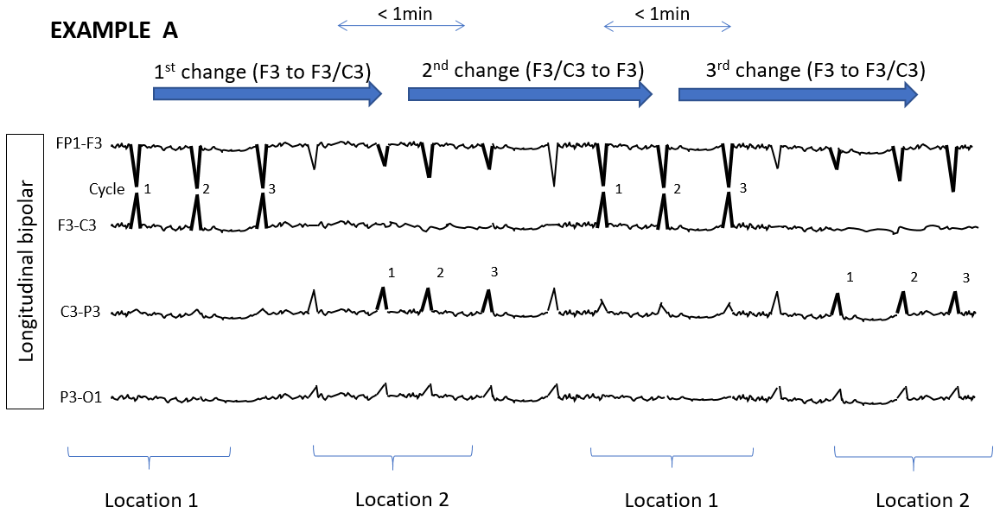 < 1min
< 1min
EXAMPLE A
1st change (F3 to F3/C3)
2nd change (F3/C3 to F3)
3rd change (F3 to F3/C3)
Longitudinal bipolar
FP1-F3
Cycle 1 2 3 1 2 3
F3-C3
1 2 3 1 2 3
C3-P3
P3-O1
Location 1
Location 2
Location 1
Location 2